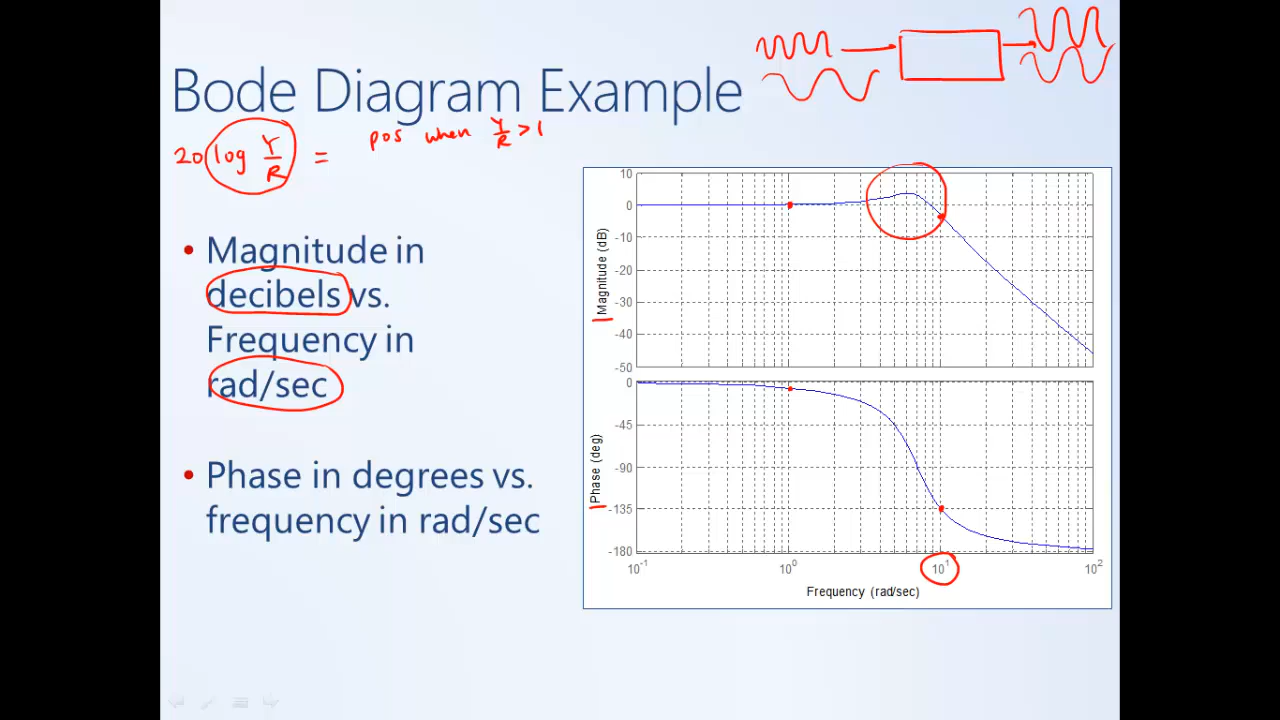 Bode Diagram Example
20 log Y/R =
pos when Y/R > 1
• Magnitude in
decibels vs.
Frequency in
rad/sec
• Phase in degrees vs.
frequency in rad/sec
Magnitude (dB)
10
0
-10
-20
-30
-40
-50
Phase (deg)
0
-45
-90
-135
-180
10^-1 10^0 10^1 10^2
Frequency (rad/sec)